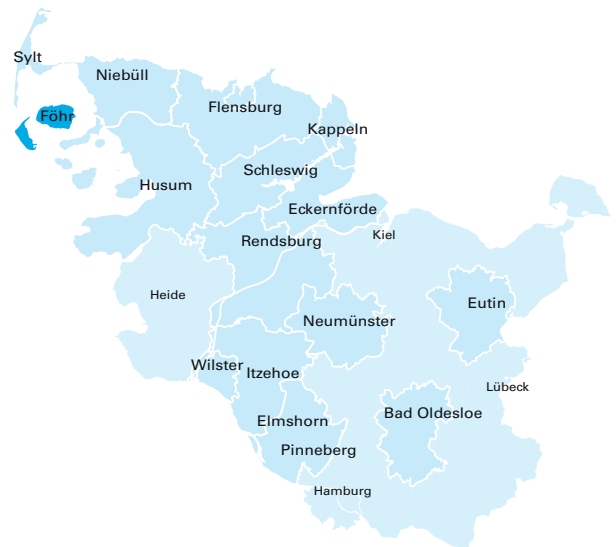 Sylt
Niebüll
Flensburg
Föhr
Kappeln
Schleswig
Husum
Eckernförde
Kiel
Rendsburg
Heide
Eutin
Neumünster
Wilster
Itzehoe
Lübeck
Bad Oldesloe
Elmshorn
Pinneberg
Hamburg